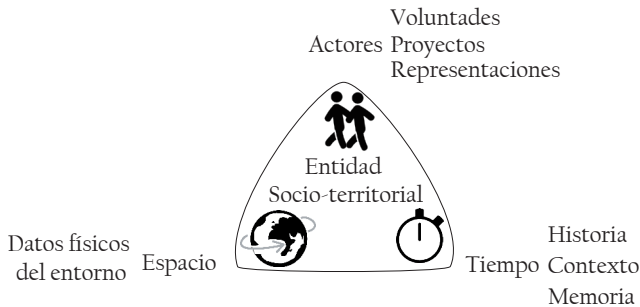 Voluntades
Actores Proyectos
Representaciones
Entidad
Socio-territorial
Datos físicos
del entorno
Espacio
Historia
Tiempo Contexto
Memoria